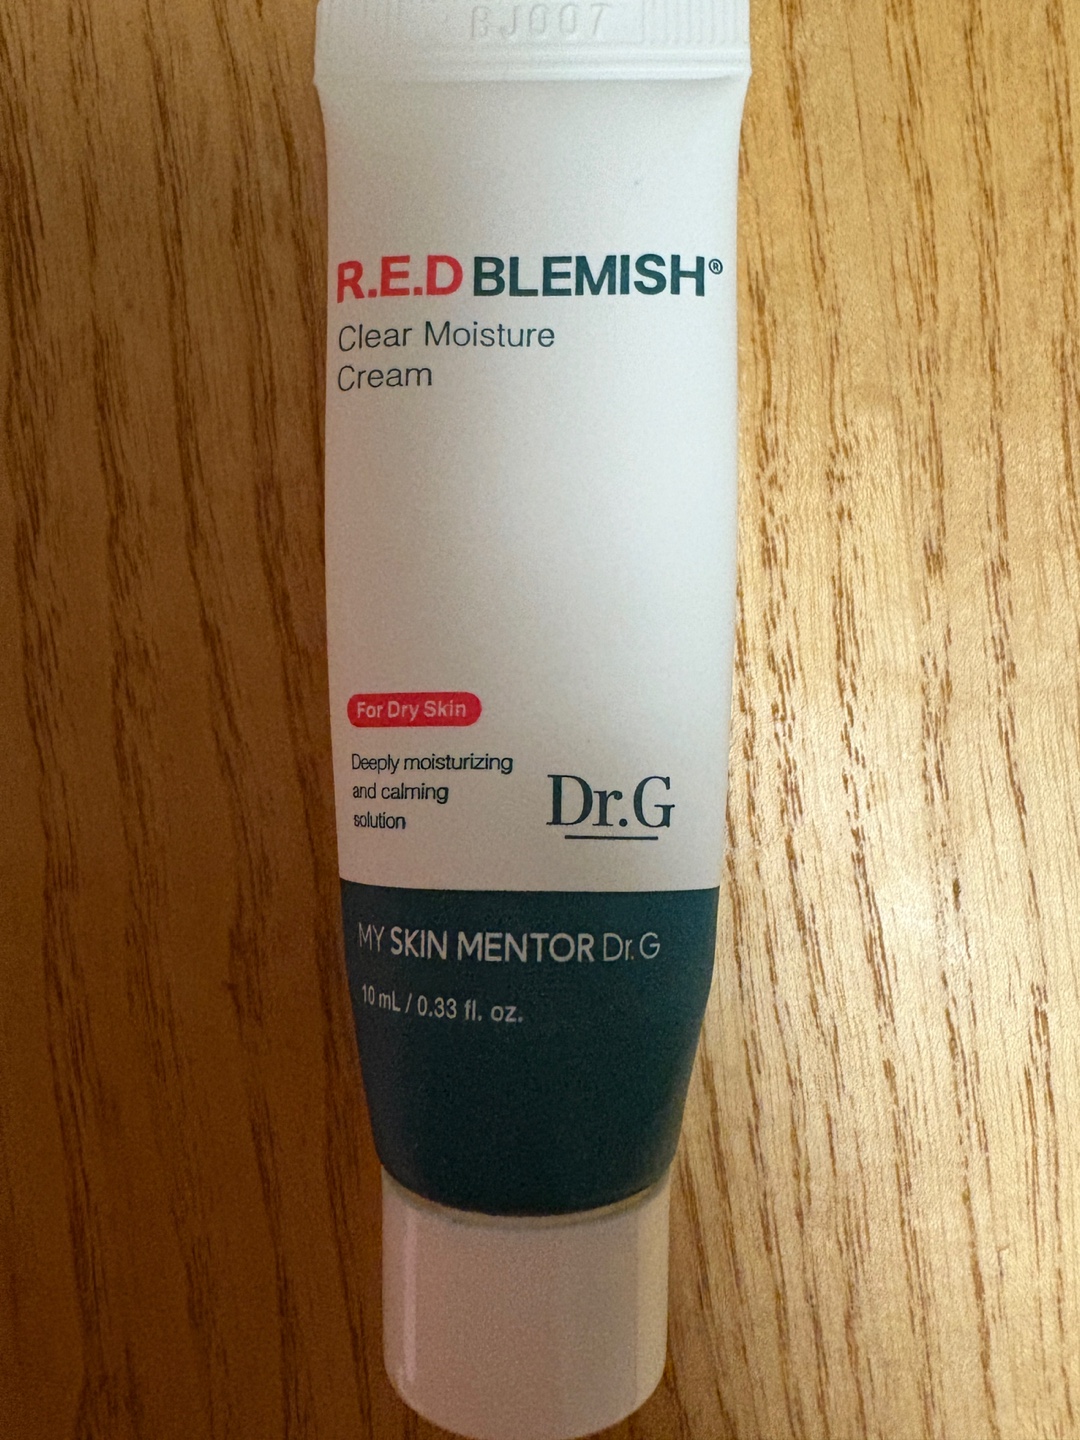 BJ007
R.E.D BLEMISH®
Clear Moisture
Cream
For Dry Skin
Deeply moisturizing
and calming
solution
Dr.G
MY SKIN MENTOR Dr.G
10 mL / 0.33 fl. oz.